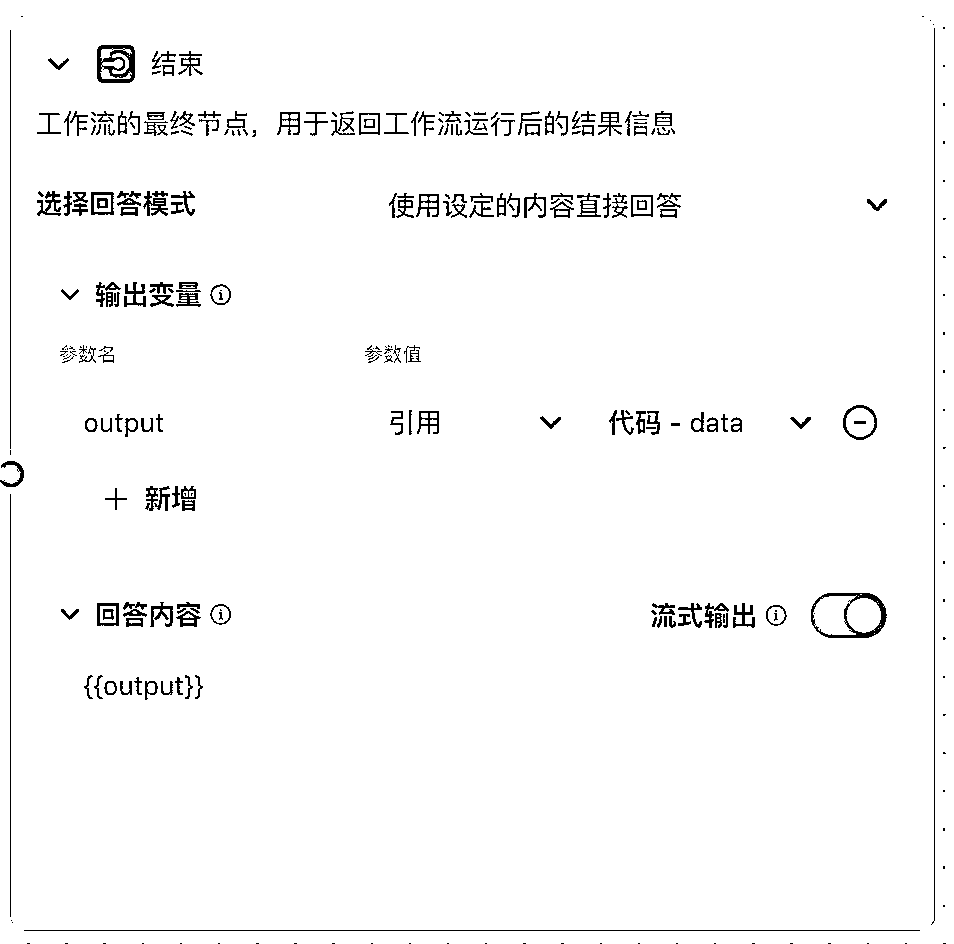 结束
工作流的最终节点，用于返回工作流运行后的结果信息
选择回答模式 使用设定的内容直接回答
输出变量
参数名 参数值
output 引用 代码 - data
新增
回答内容 流式输出
{{output}}